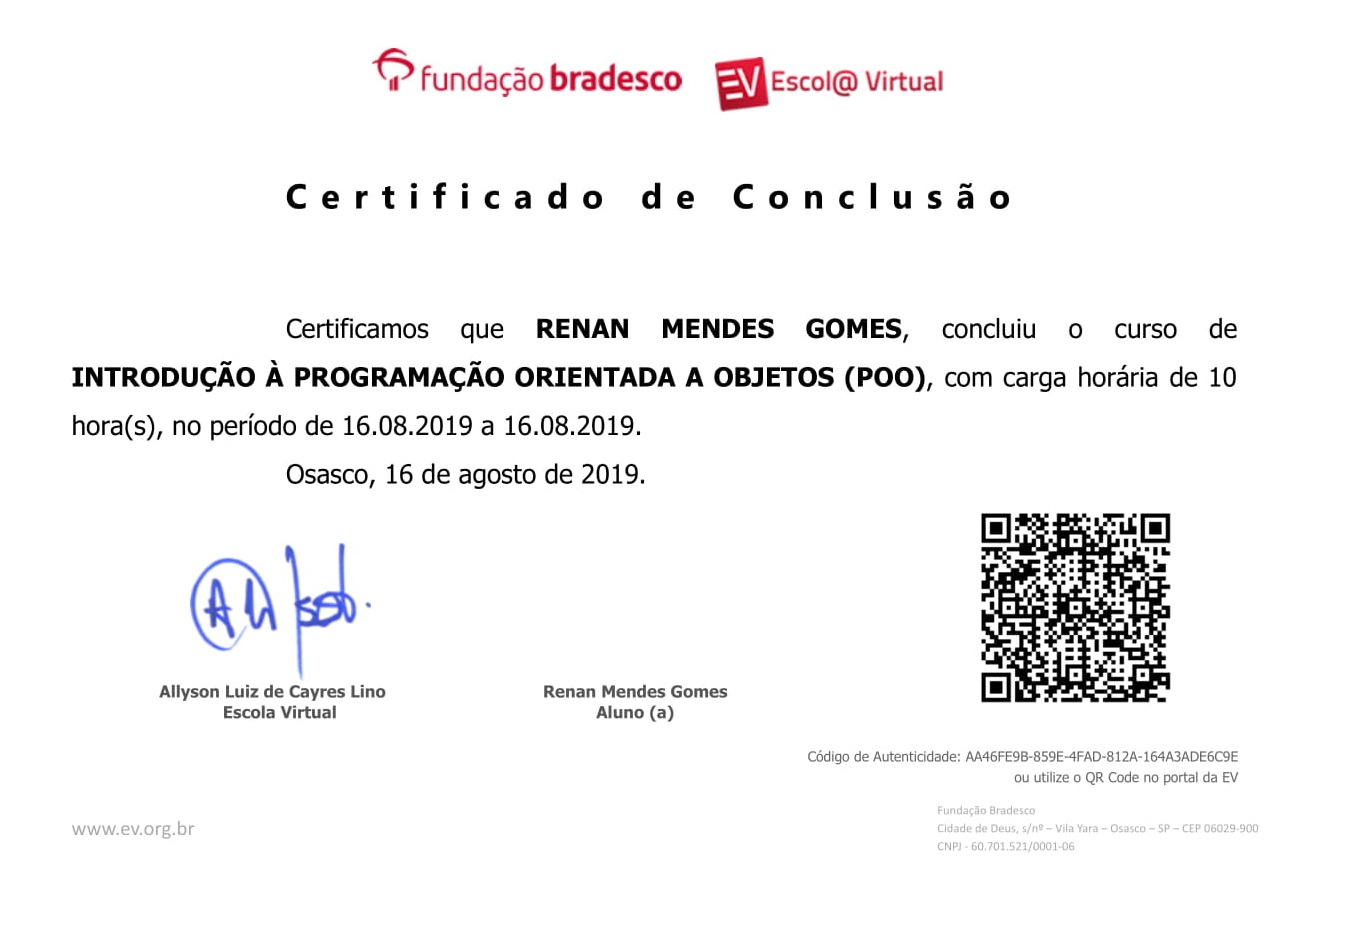 fundação bradesco EV Escol@ Virtual
Certificado de Conclusão
Certificamos que RENAN MENDES GOMES, concluiu o curso de
INTRODUÇÃO À PROGRAMAÇÃO ORIENTADA A OBJETOS (POO), com carga horária de 10
hora(s), no período de 16.08.2019 a 16.08.2019.
Osasco, 16 de agosto de 2019.
Allyson Luiz de Cayres Lino
Escola Virtual
Renan Mendes Gomes
Aluno (a)
Código de Autenticidade: AA46FE9B-859E-4FAD-812A-164A3ADE6C9E
ou utilize o QR Code no portal da EV
www.ev.org.br
Fundação Bradesco
Cidade de Deus, s/nº – Vila Yara – Osasco – SP – CEP 06029-900
CNPJ - 60.701.521/0001-06